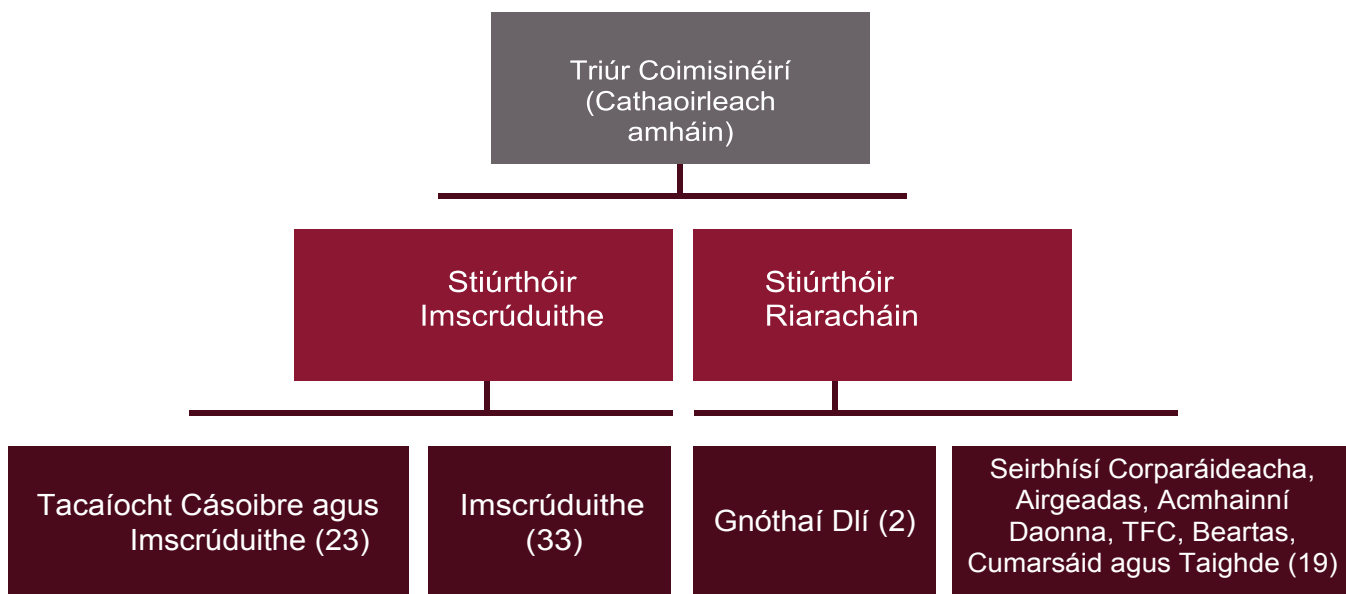 Triúr Coimisinéirí
(Cathaoirleach
amháin)
Stiúrthóir
Imscrúduithe
Stiúrthóir
Riaracháin
Tacaíocht Cásoibre agus
Imscrúduithe (23)
Imscrúduithe
(33)
Gnóthaí Dlí (2)
Seirbhísí Corparáideacha,
Airgeadas, Acmhainní
Daonna, TFC, Beartas,
Cumarsáid agus Taighde (19)